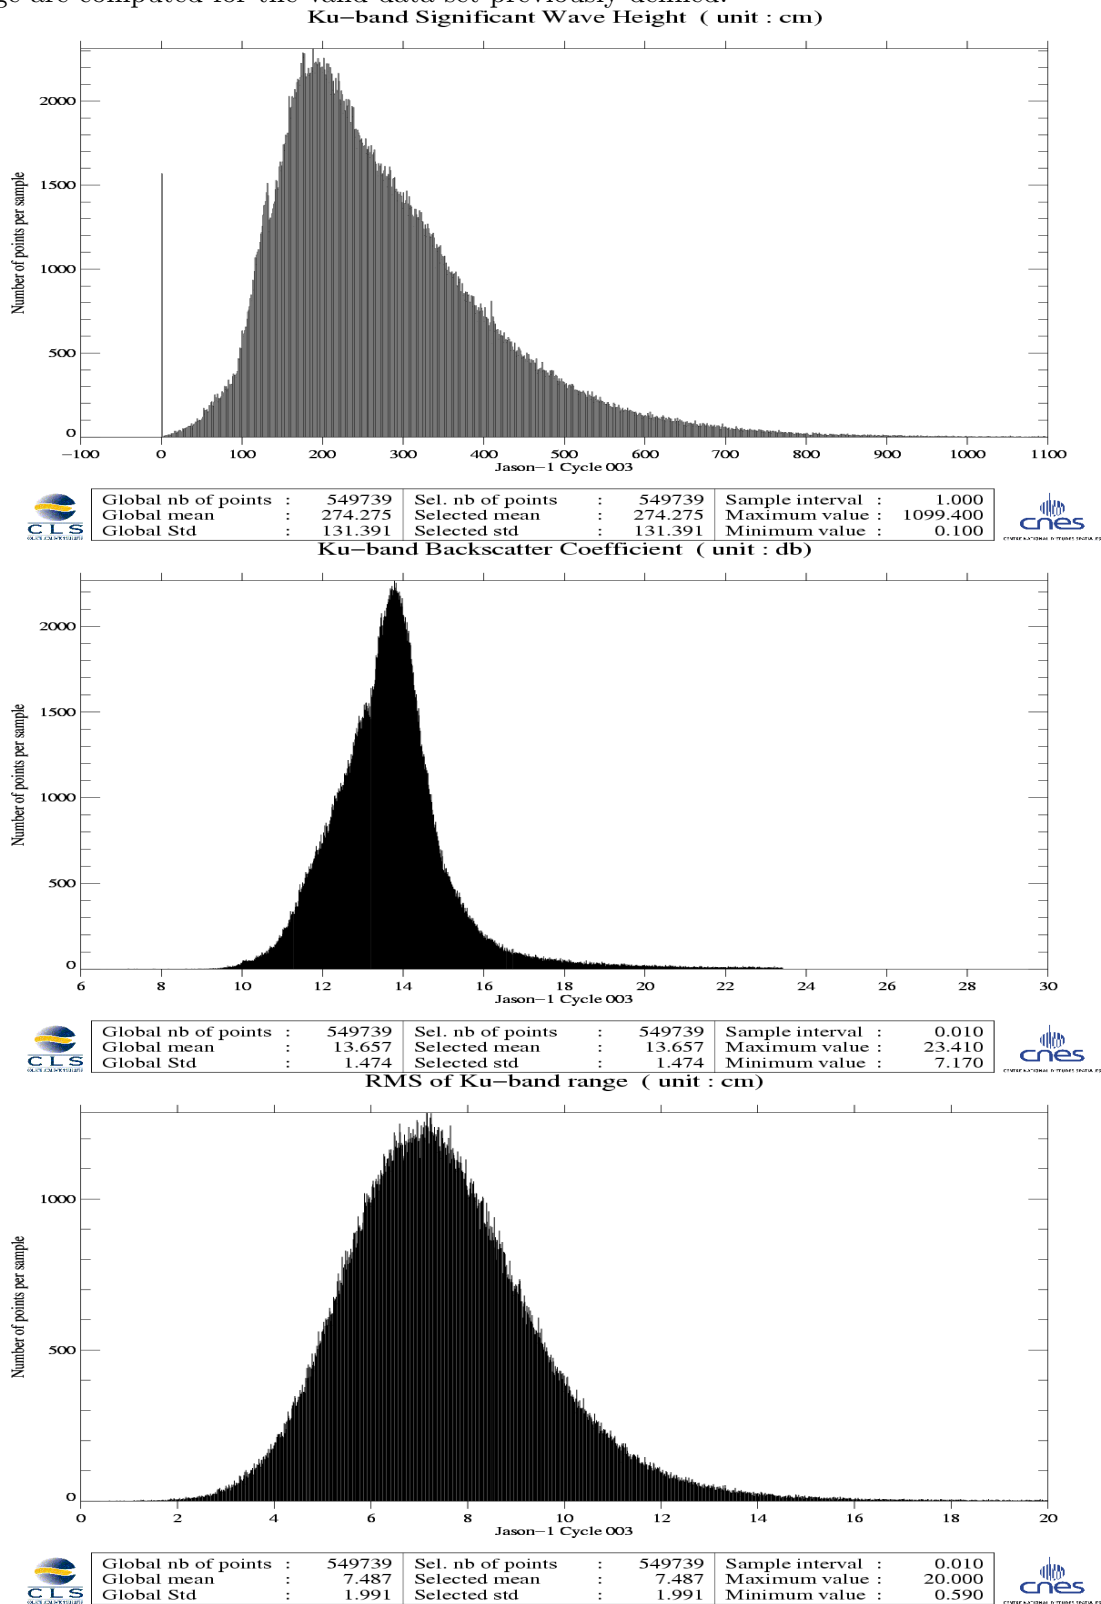 ge are computed for the valid data set previously defined.
Ku−band Significant Wave Height ( unit : cm)
Number of points per sample
2000
1500
1000
500
0
−100 0 100 200 300 400 500 600 700 800 900 1000 1100
Jason−1 Cycle 003
CLS
Global nb of points : 549739 Sel. nb of points : 549739 Sample interval : 1.000
Global mean : 274.275 Selected mean : 274.275 Maximum value : 1099.400
Global Std : 131.391 Selected std : 131.391 Minimum value : 0.100
cnes
Ku−band Backscatter Coefficient ( unit : db)
Number of points per sample
2000
1500
1000
500
0
6 8 10 12 14 16 18 20 22 24 26 28 30
Jason−1 Cycle 003
CLS
Global nb of points : 549739 Sel. nb of points : 549739 Sample interval : 0.010
Global mean : 13.657 Selected mean : 13.657 Maximum value : 23.410
Global Std : 1.474 Selected std : 1.474 Minimum value : 7.170
cnes
RMS of Ku−band range ( unit : cm)
Number of points per sample
1000
500
0
0 2 4 6 8 10 12 14 16 18 20
Jason−1 Cycle 003
CLS
Global nb of points : 549739 Sel. nb of points : 549739 Sample interval : 0.010
Global mean : 7.487 Selected mean : 7.487 Maximum value : 20.000
Global Std : 1.991 Selected std : 1.991 Minimum value : 0.590
cnes